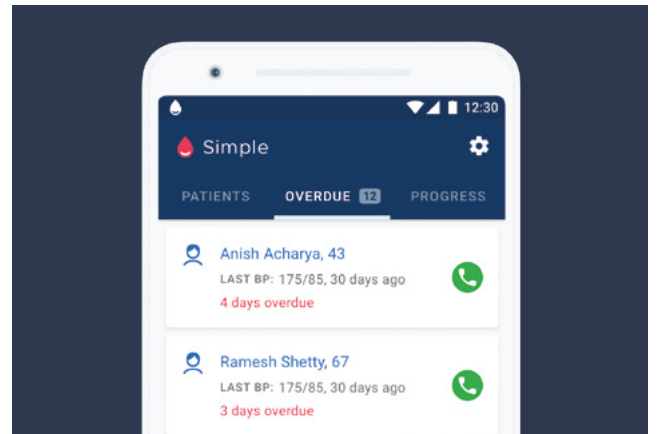 12:30
Simple
PATIENTS OVERDUE 12 PROGRESS
Anish Acharya, 43
LAST BP: 175/85, 30 days ago
4 days overdue
Ramesh Shetty, 67
LAST BP: 175/85, 30 days ago
3 days overdue